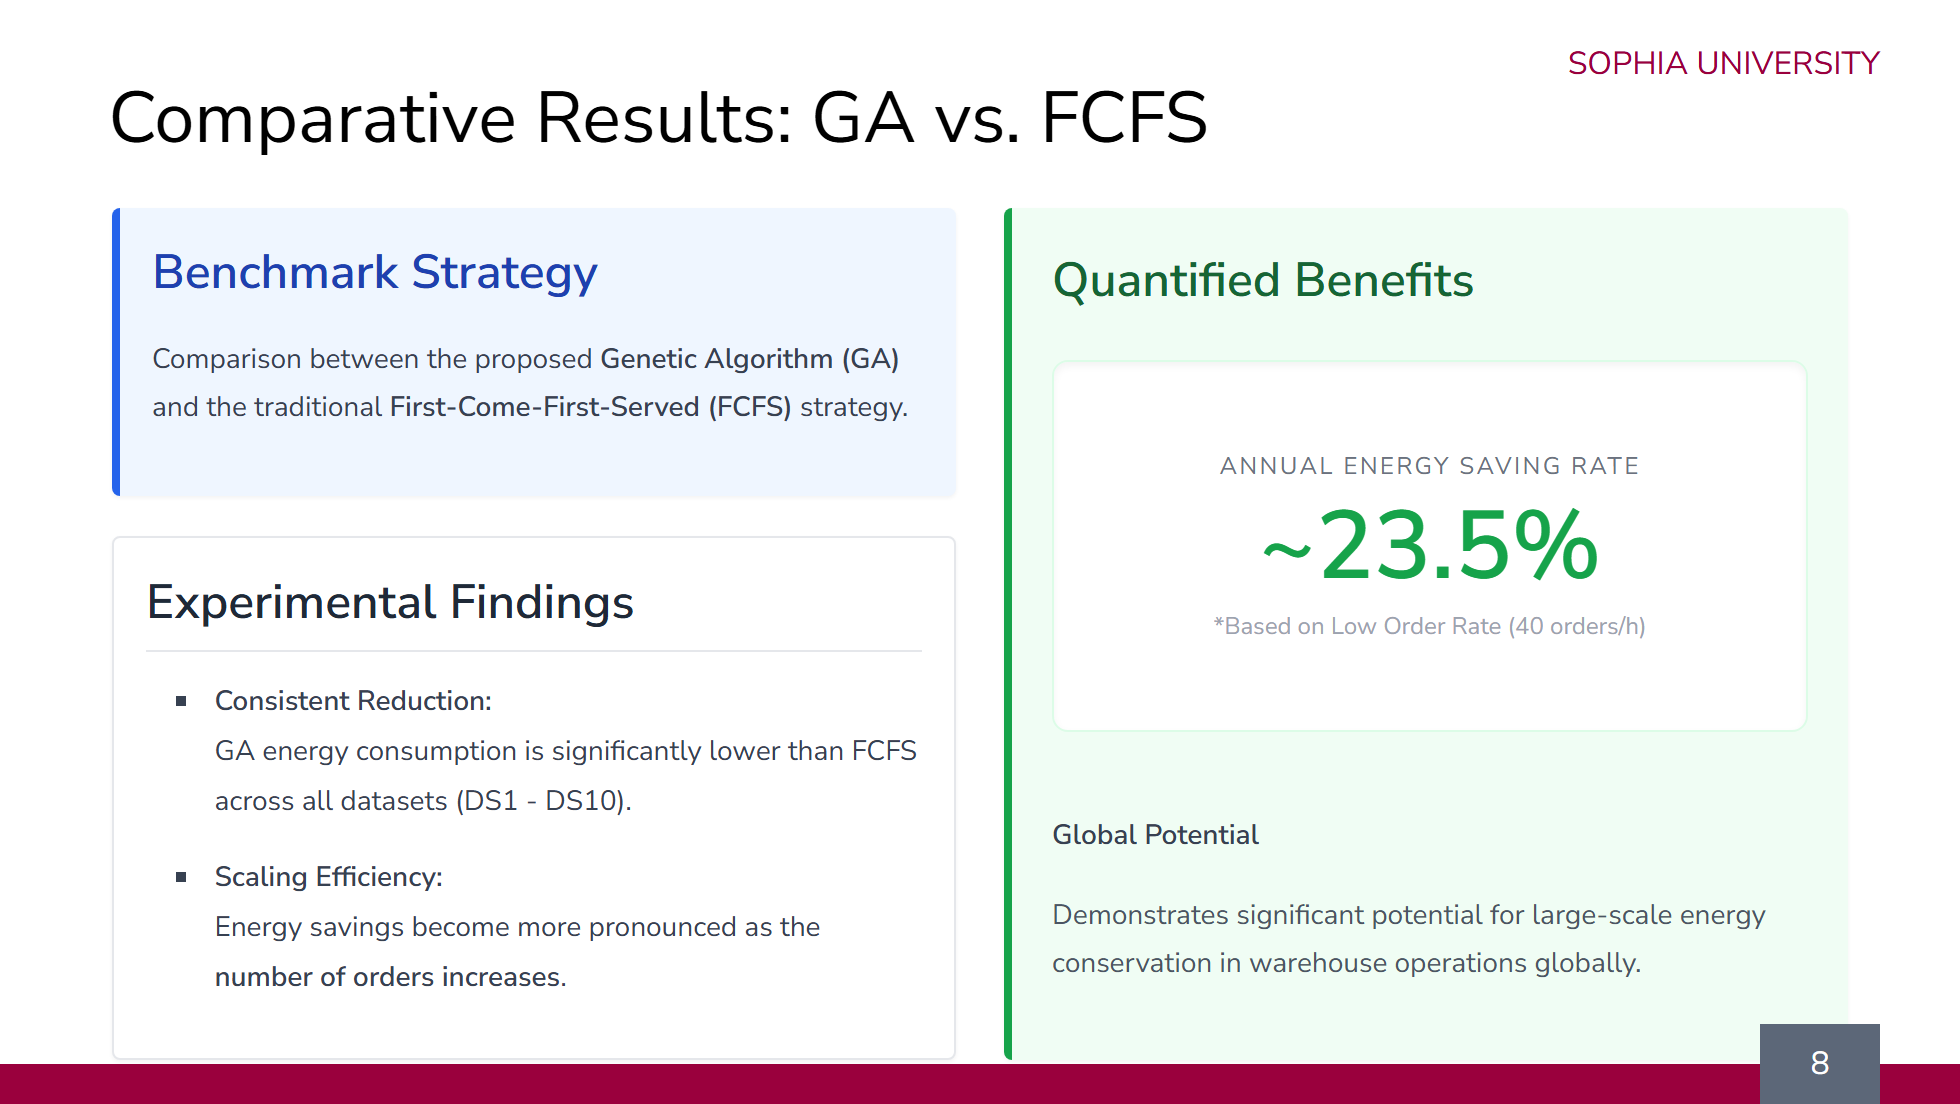 SOPHIA UNIVERSITY
Comparative Results: GA vs. FCFS
Benchmark Strategy
Comparison between the proposed Genetic Algorithm (GA)
and the traditional First-Come-First-Served (FCFS) strategy.
Experimental Findings
▪ Consistent Reduction:
GA energy consumption is significantly lower than FCFS
across all datasets (DS1 - DS10).
▪ Scaling Efficiency:
Energy savings become more pronounced as the
number of orders increases.
Quantified Benefits
ANNUAL ENERGY SAVING RATE
~23.5%
*Based on Low Order Rate (40 orders/h)
Global Potential
Demonstrates significant potential for large-scale energy
conservation in warehouse operations globally.
8